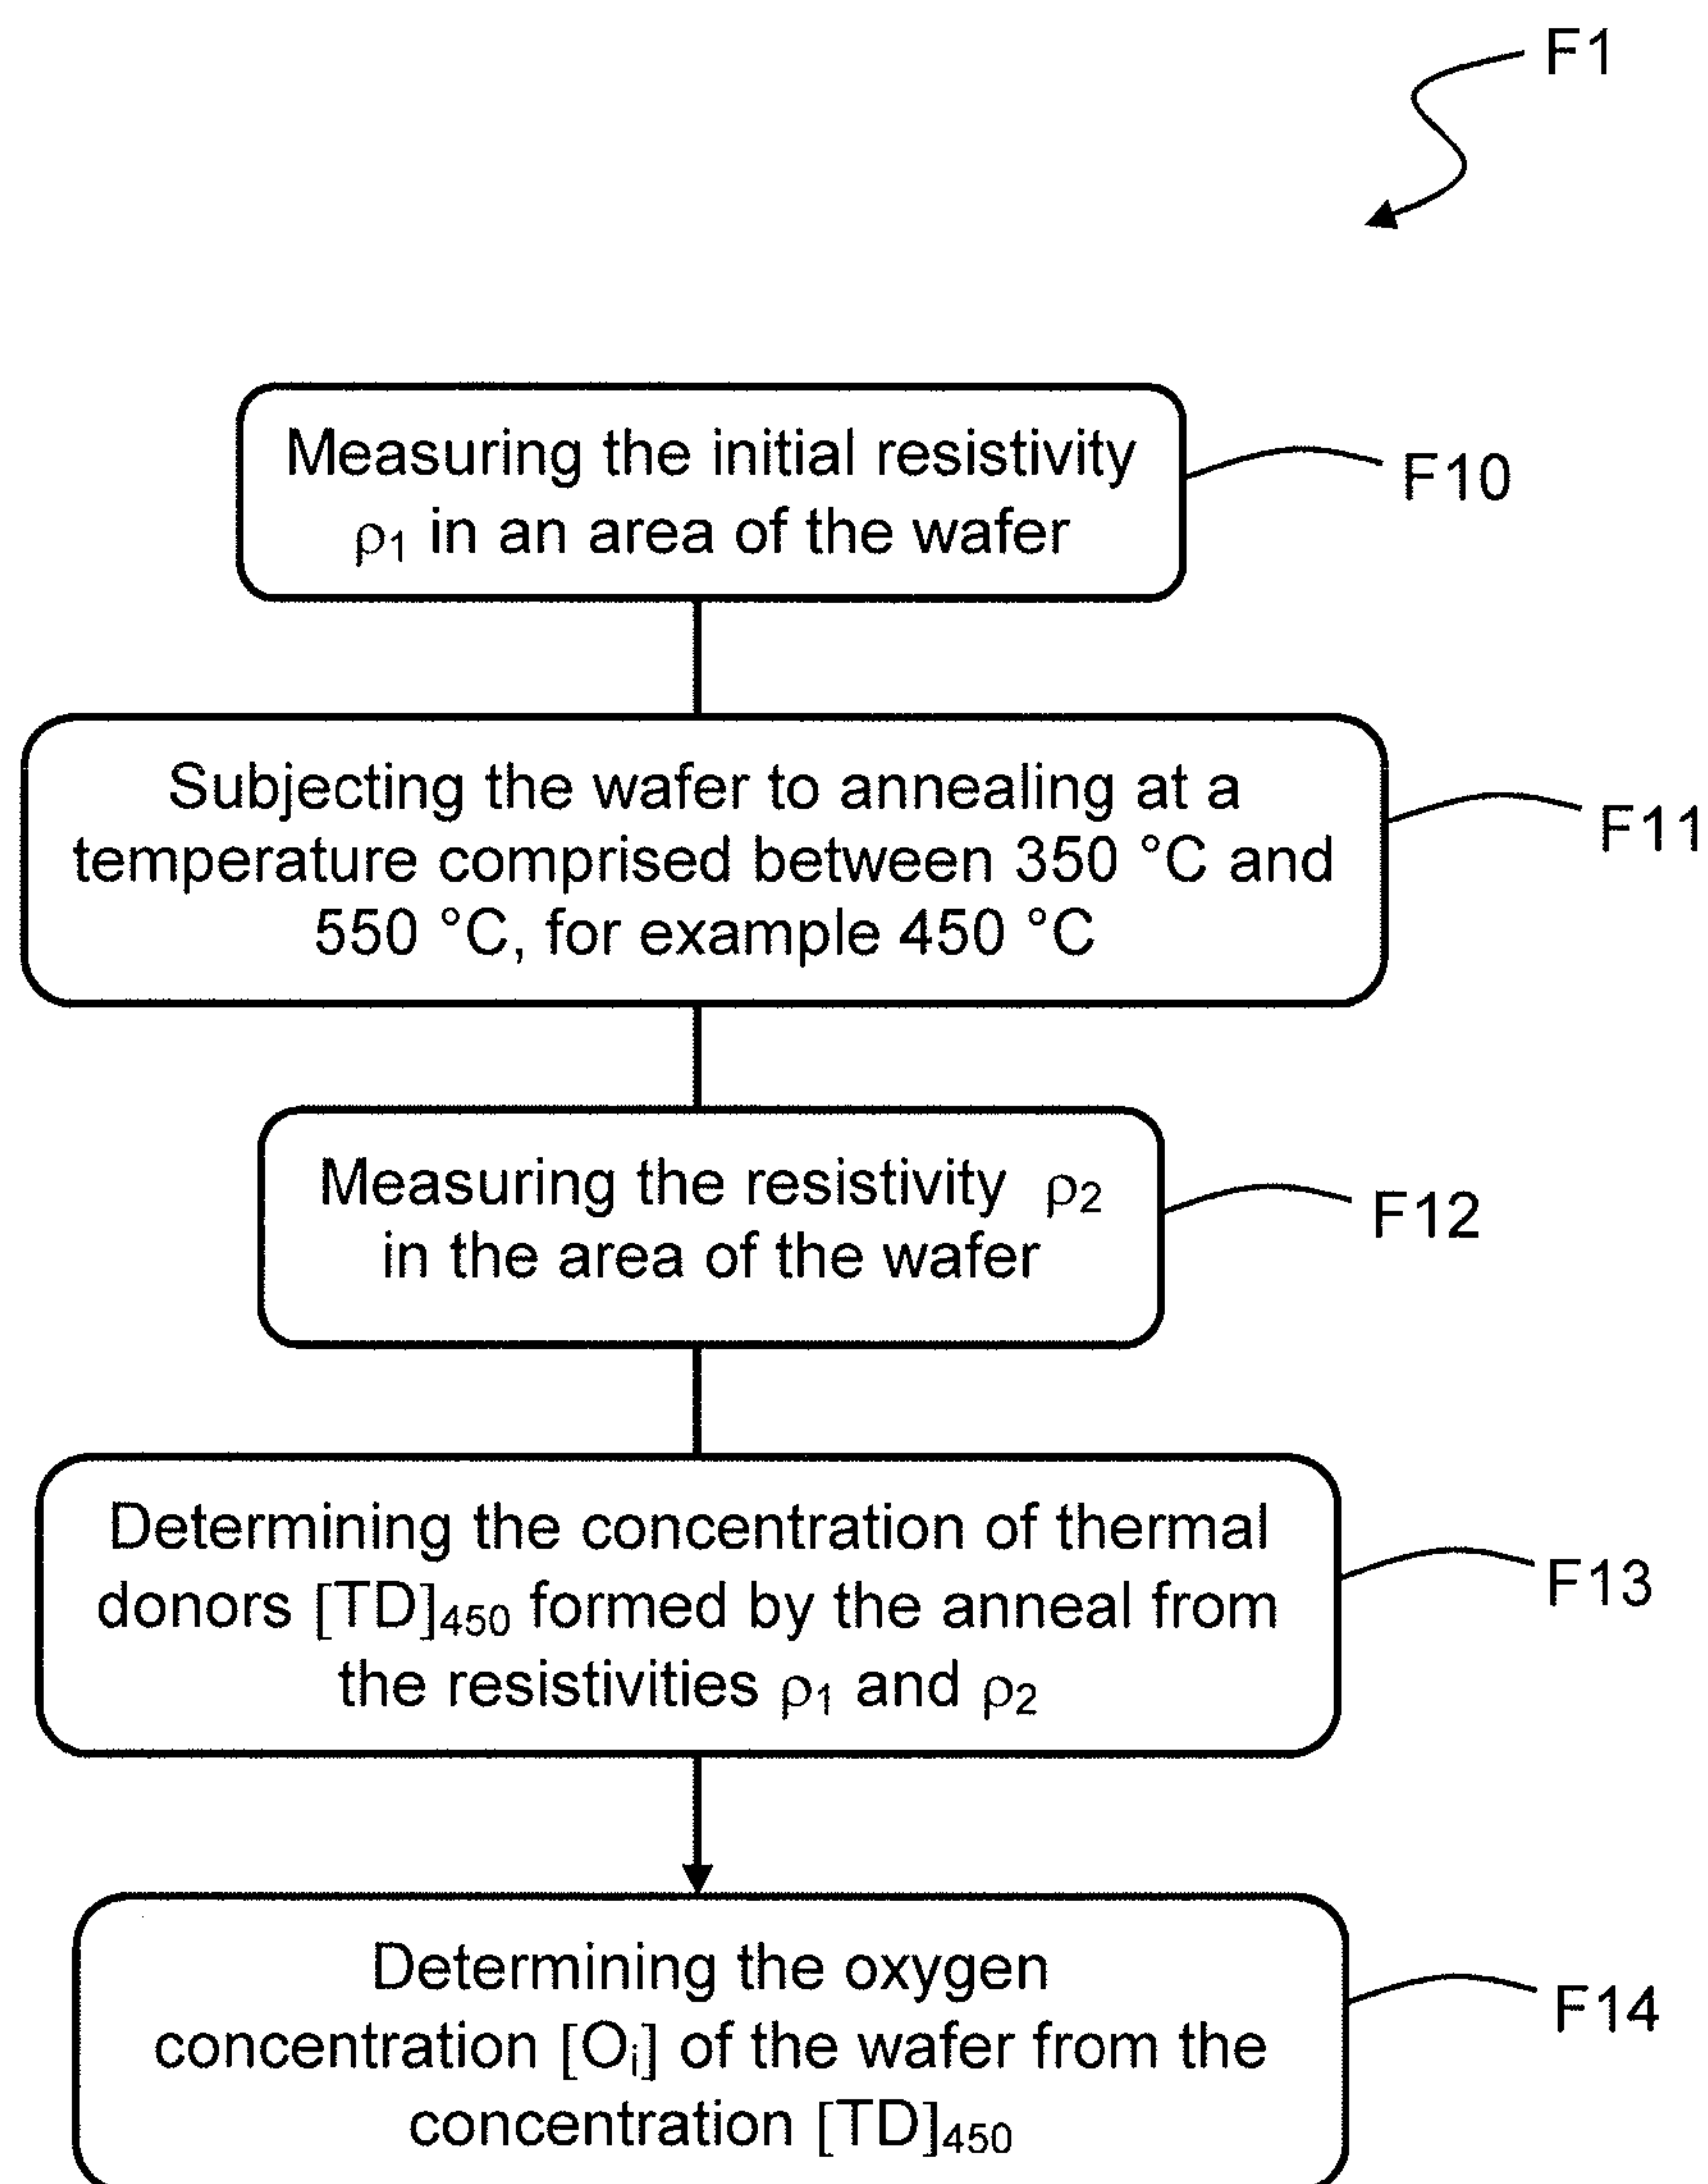 F1
Measuring the initial resistivity
ρ₁ in an area of the wafer
F10
Subjecting the wafer to annealing at a
temperature comprised between 350 °C and
550 °C, for example 450 °C
F11
Measuring the resistivity ρ₂
in the area of the wafer
F12
Determining the concentration of thermal
donors [TD]₄₅₀ formed by the anneal from
the resistivities ρ₁ and ρ₂
F13
Determining the oxygen
concentration [Oᵢ] of the wafer from the
concentration [TD]₄₅₀
F14